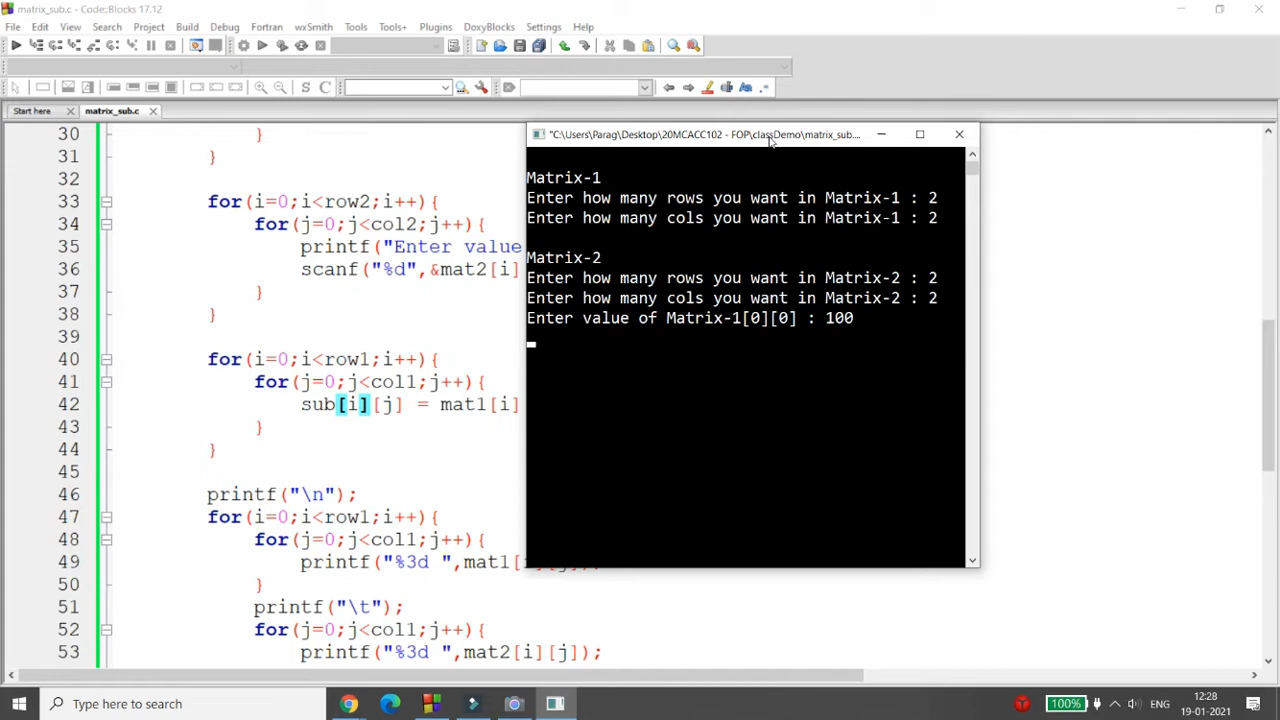 matrix_sub.c - Code::Blocks 17.12
File Edit View Search Project Build Debug Fortran wxSmith Tools Tools+ Plugins DoxyBlocks Settings Help
Start here
matrix_sub.c
30 }
31 }
32
33 for(i=0;i<row2;i++){
34 for(j=0;j<col2;j++){
35 printf("Enter value
36 scanf("%d",&mat2[i]
37 }
38 }
39
40 for(i=0;i<row1;i++){
41 for(j=0;j<col1;j++){
42 sub[i][j] = mat1[i]
43 }
44 }
45
46 printf("\n");
47 for(i=0;i<row1;i++){
48 for(j=0;j<col1;j++){
49 printf("%3d ",mat1[i][j]);
50 }
51 printf("\t");
52 for(j=0;j<col1;j++){
53 printf("%3d ",mat2[i][j]);
"C:\Users\Parag\Desktop\20MCACC102 - FOP\classDemo\matrix_sub....
Matrix-1
Enter how many rows you want in Matrix-1 : 2
Enter how many cols you want in Matrix-1 : 2
Matrix-2
Enter how many rows you want in Matrix-2 : 2
Enter how many cols you want in Matrix-2 : 2
Enter value of Matrix-1[0][0] : 100
Type here to search
100%
ENG
12:28
19-01-2021